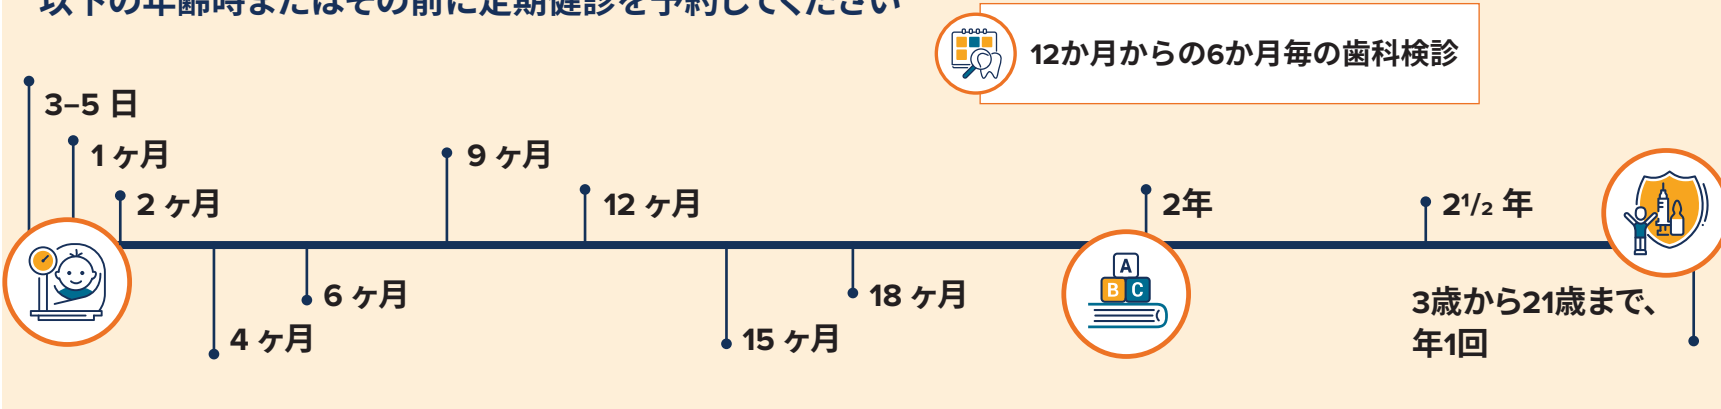 以下の年齢時またはその前に定期健診を予約してください
12か月からの6か月毎の歯科検診
3–5 日
1 ヶ月
2 ヶ月
4 ヶ月
6 ヶ月
9 ヶ月
12 ヶ月
15 ヶ月
18 ヶ月
2年
A
B C
2¹/₂ 年
3歳から21歳まで、
年1回